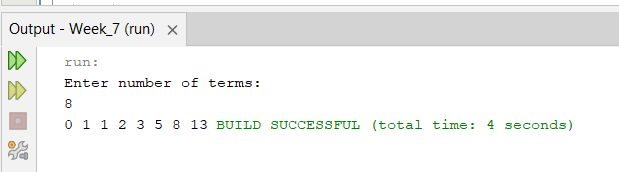 Output - Week_7 (run)
run:
Enter number of terms:
8
0 1 1 2 3 5 8 13 BUILD SUCCESSFUL (total time: 4 seconds)